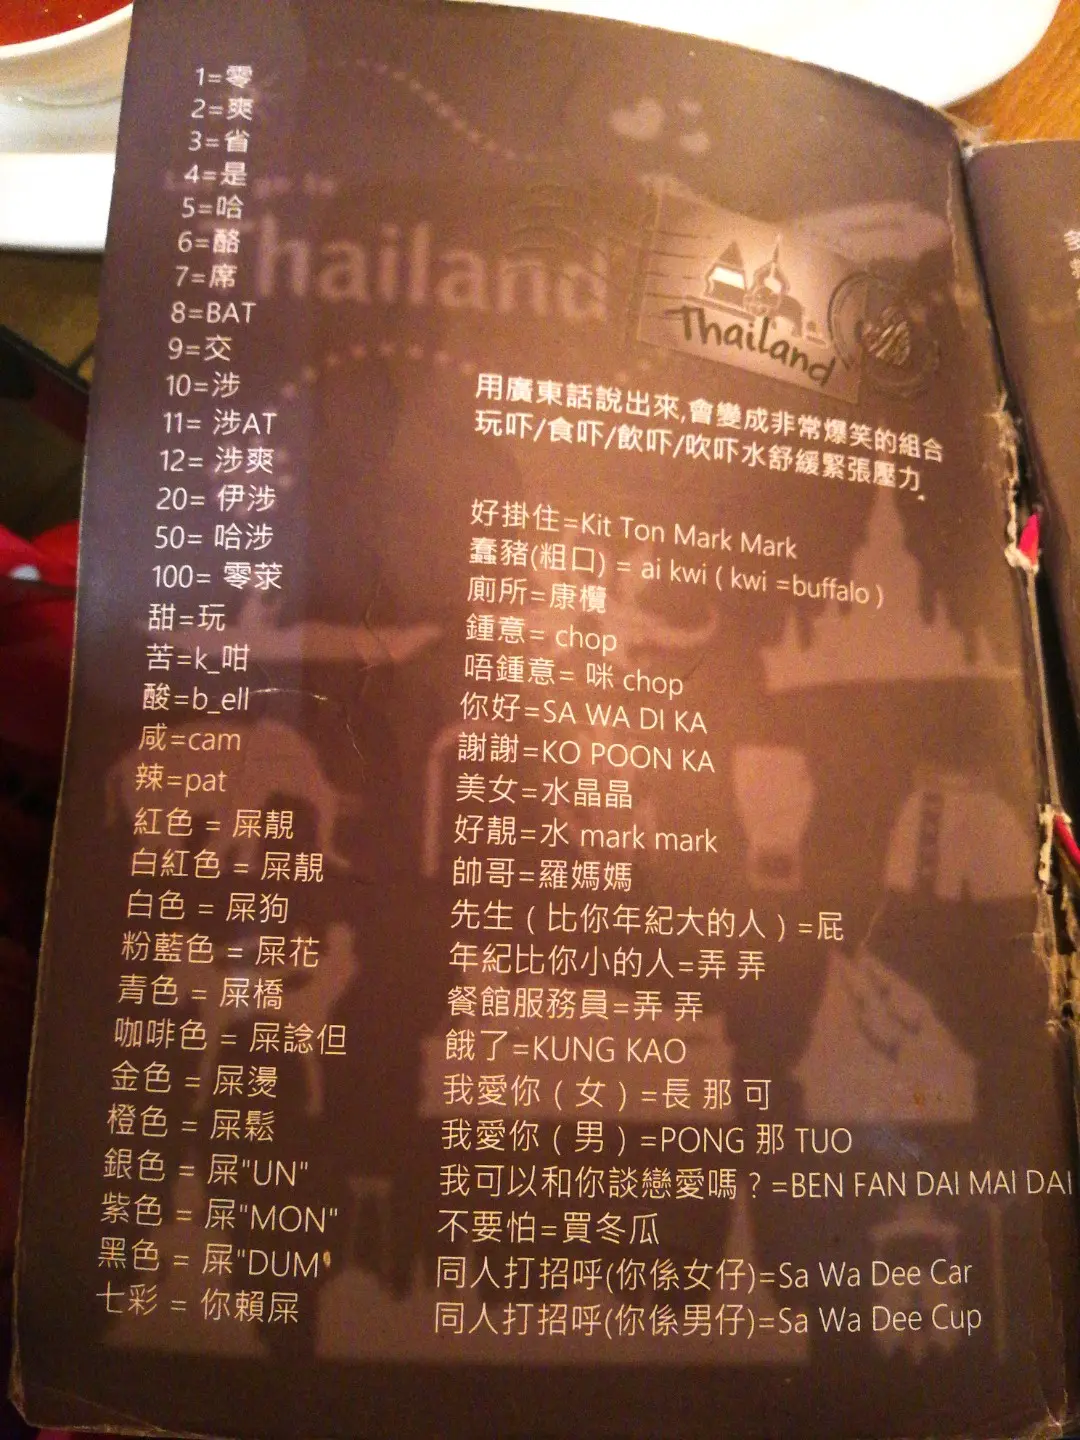 1=零
2=爽
3=省
4=是
5=哈
6=酪
7=席
8=BAT
9=交
10=涉
11= 涉AT
12= 涉爽
20= 伊涉
50= 哈涉
100= 零菉
甜=玩
苦=k_咁
酸=b_ell
咸=cam
辣=pat
紅色 = 屎靚
白紅色 = 屎靚
白色 = 屎狗
粉藍色 = 屎花
青色 = 屎橋
咖啡色 = 屎諗但
金色 = 屎燙
橙色 = 屎鬆
銀色 = 屎"UN"
紫色 = 屎"MON"
黑色 = 屎"DUM"
七彩 = 你賴屎
Thailand
Thailand
用廣東話說出來,會變成非常爆笑的組合
玩吓/食吓/飲吓/吹吓水舒緩緊張壓力.
好掛住=Kit Ton Mark Mark
蠢豬(粗口) = ai kwi ( kwi =buffalo )
廁所=康欖
鍾意= chop
唔鍾意= 咪 chop
你好=SA WA DI KA
謝謝=KO POON KA
美女=水晶晶
好靚=水 mark mark
帥哥=羅媽媽
先生 ( 比你年紀大的人 ) =屁
年紀比你小的人=弄 弄
餐館服務員=弄 弄
餓了=KUNG KAO
我愛你 ( 女 ) =長 那 可
我愛你 ( 男 ) =PONG 那 TUO
我可以和你談戀愛嗎 ? =BEN FAN DAI MAI DAI
不要怕=買冬瓜
同人打招呼(你係女仔)=Sa Wa Dee Car
同人打招呼(你係男仔)=Sa Wa Dee Cup